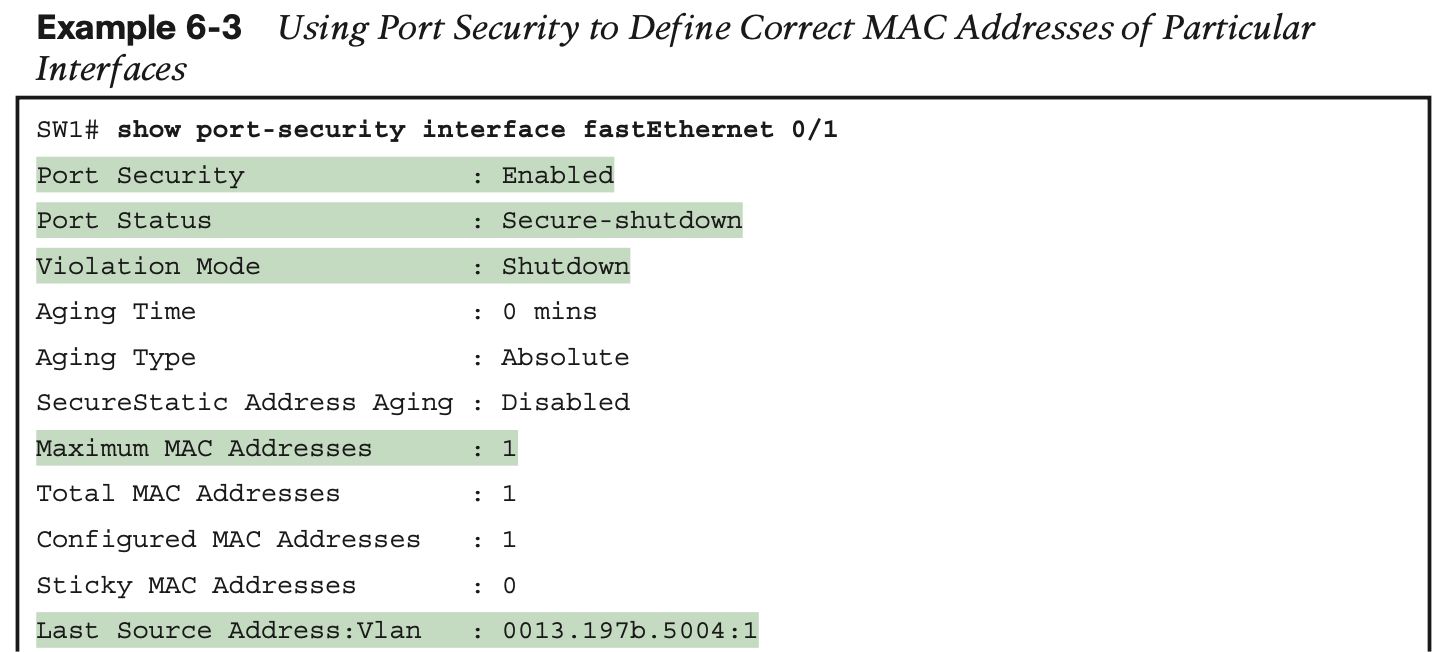 Example 6-3 Using Port Security to Define Correct MAC Addresses of Particular
Interfaces
SW1# show port-security interface fastEthernet 0/1
Port Security : Enabled
Port Status : Secure-shutdown
Violation Mode : Shutdown
Aging Time : 0 mins
Aging Type : Absolute
SecureStatic Address Aging : Disabled
Maximum MAC Addresses : 1
Total MAC Addresses : 1
Configured MAC Addresses : 1
Sticky MAC Addresses : 0
Last Source Address:Vlan : 0013.197b.5004:1